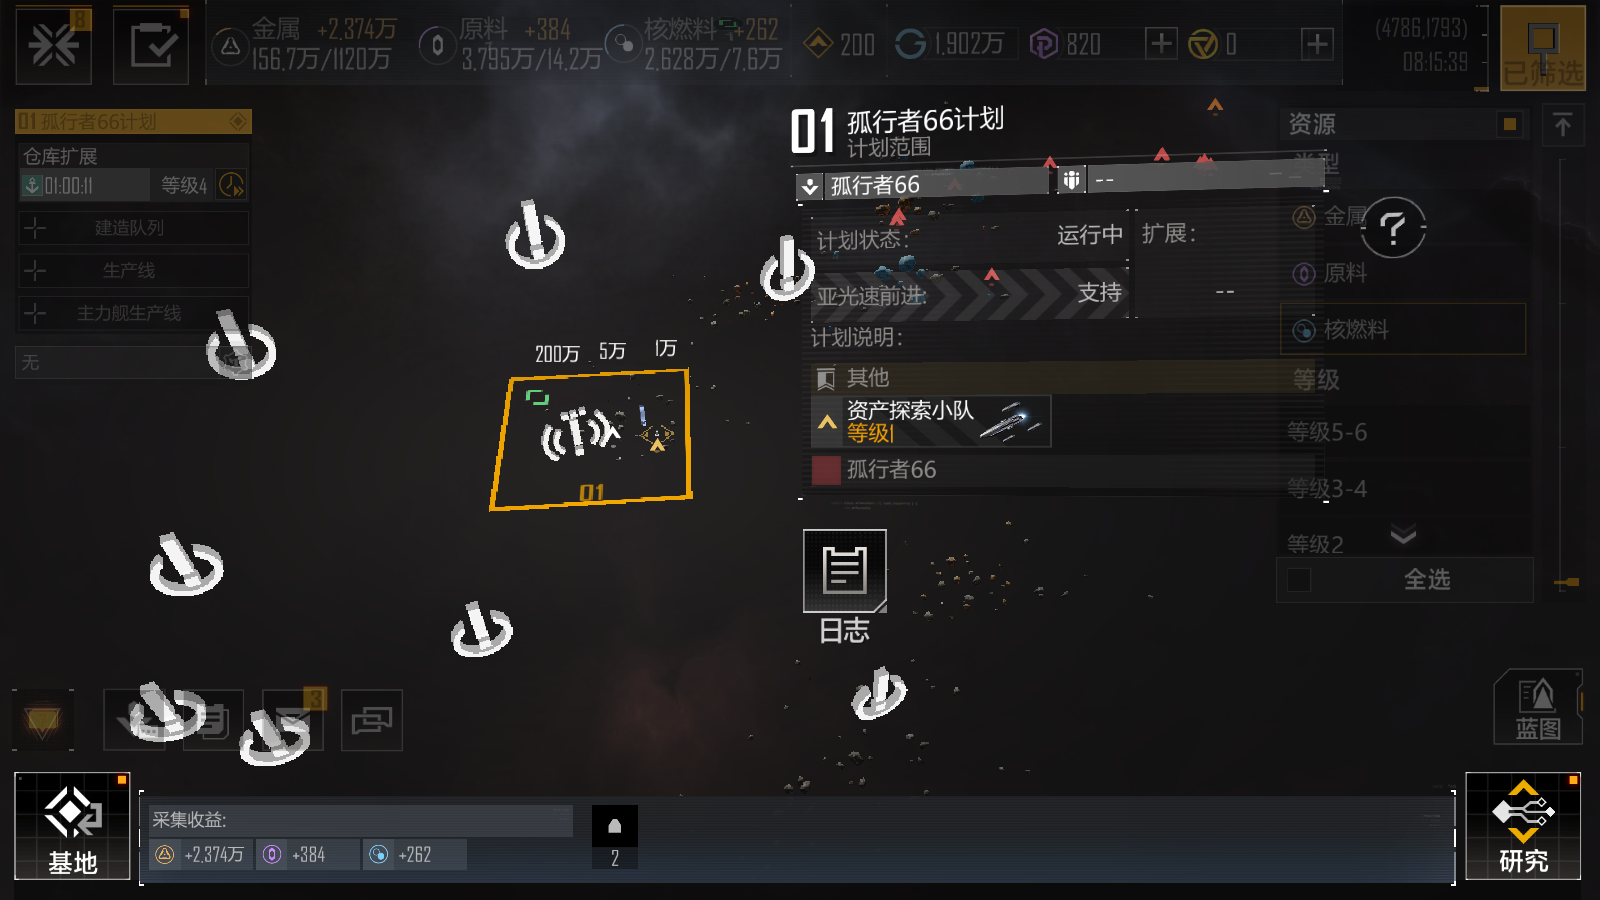 8
金属 +2.374万
156.7万/1120万
原料 +384
3.795万/14.2万
核燃料 +262
2.628万/7.6万
200
1.902万
820
0
(4786,1793)
08:15:39
已筛选
01 孤行者66计划
仓库扩展
01:00:11 等级4
建造队列
生产线
主力舰生产线
无
200万 5万 1万
01
01 孤行者66计划
计划范围
孤行者66
--
计划状态:
运行中
扩展:
亚光速前进:
支持
--
计划说明:
其他
资产探索小队
等级1
孤行者66
日志
资源
类型
金属
?
原料
核燃料
等级
等级5-6
等级3-4
等级2
全选
蓝图
3
基地
采集收益:
+2.374万
+384
+262
2
研究